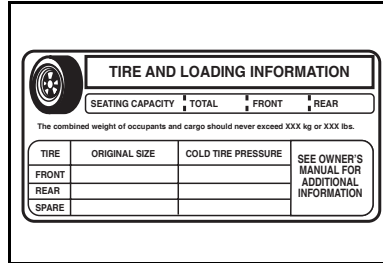 TIRE AND LOADING INFORMATION
SEATING CAPACITY TOTAL FRONT REAR
The combined weight of occupants and cargo should never exceed XXX kg or XXX lbs.
TIRE ORIGINAL SIZE COLD TIRE PRESSURE
SEE OWNER'S
MANUAL FOR
ADDITIONAL
INFORMATION
FRONT
REAR
SPARE